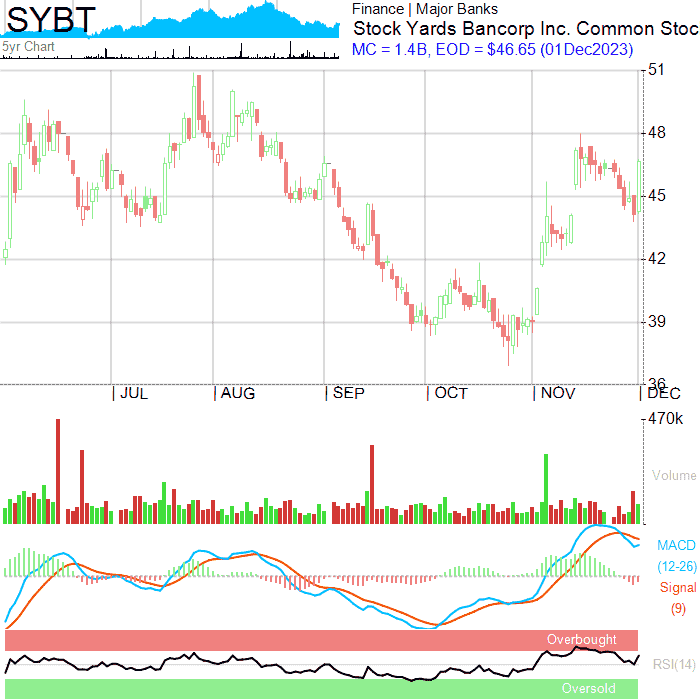 SYBT
5yr Chart
Finance | Major Banks
Stock Yards Bancorp Inc. Common Stoc
MC = 1.4B, EOD = $46.65 (01Dec2023)
51
48
45
42
39
36
JUL AUG SEP OCT NOV DEC
470k
Volume
MACD
(12-26)
Signal
(9)
Overbought
RSI(14)
Oversold